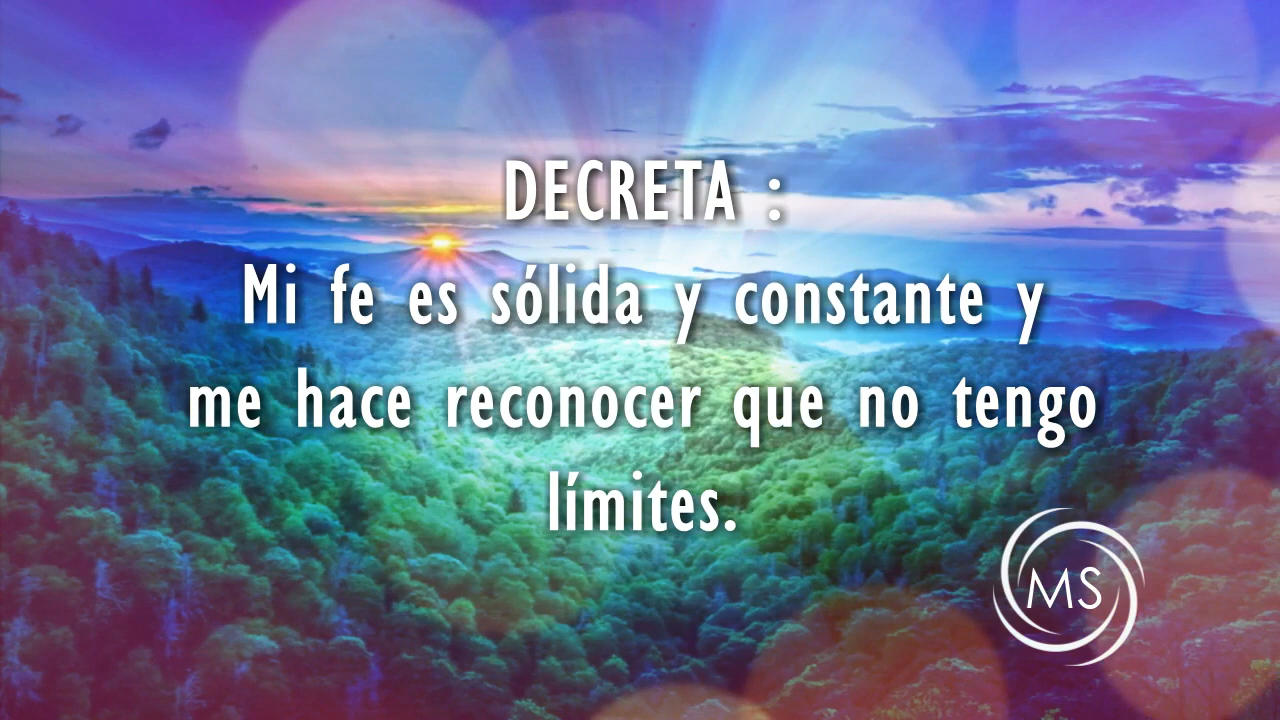 DECRETA :
Mi fe es sólida y constante y
me hace reconocer que no tengo
límites.
MS